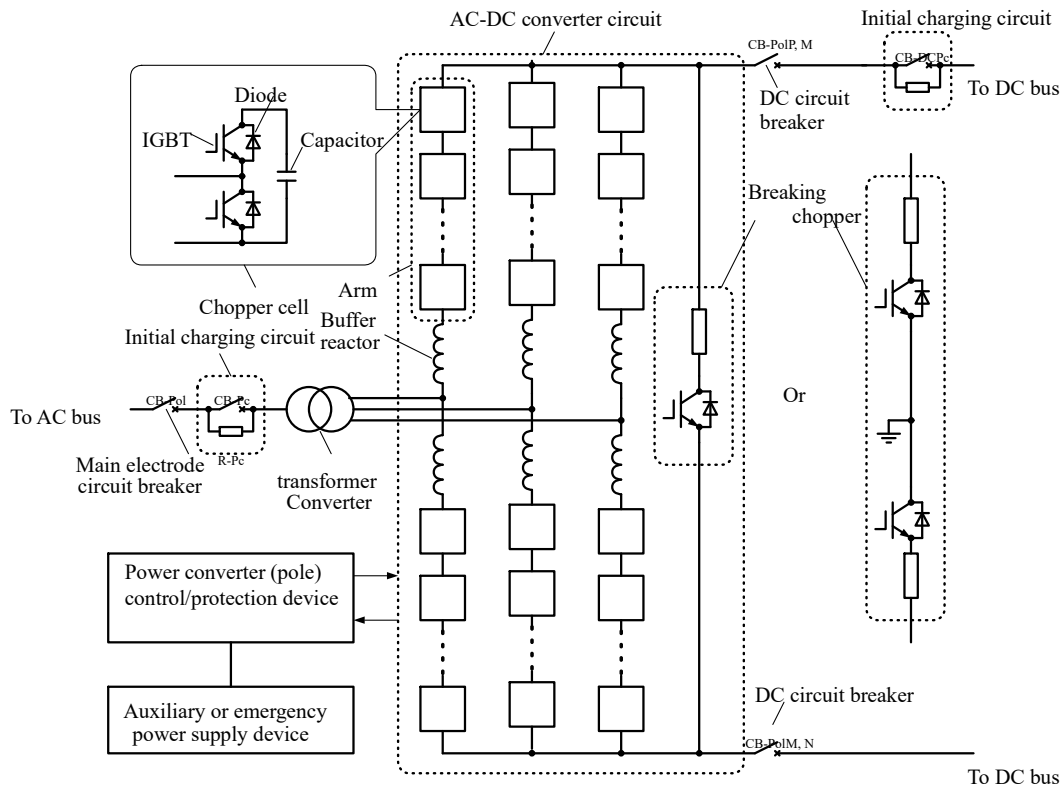 AC-DC converter circuit
Initial charging circuit
CB-PolP, M
CB-DCPc
To DC bus
DC circuit
breaker
Diode
IGBT
Capacitor
Breaking
chopper
Arm
Chopper cell
Buffer
reactor
Initial charging circuit
CB-Pol
CB-Pc
To AC bus
Or
R-Pc
Main electrode
circuit breaker
transformer
Converter
Power converter (pole)
control/protection device
Auxiliary or emergency
power supply device
DC circuit breaker
CB-PolM, N
To DC bus